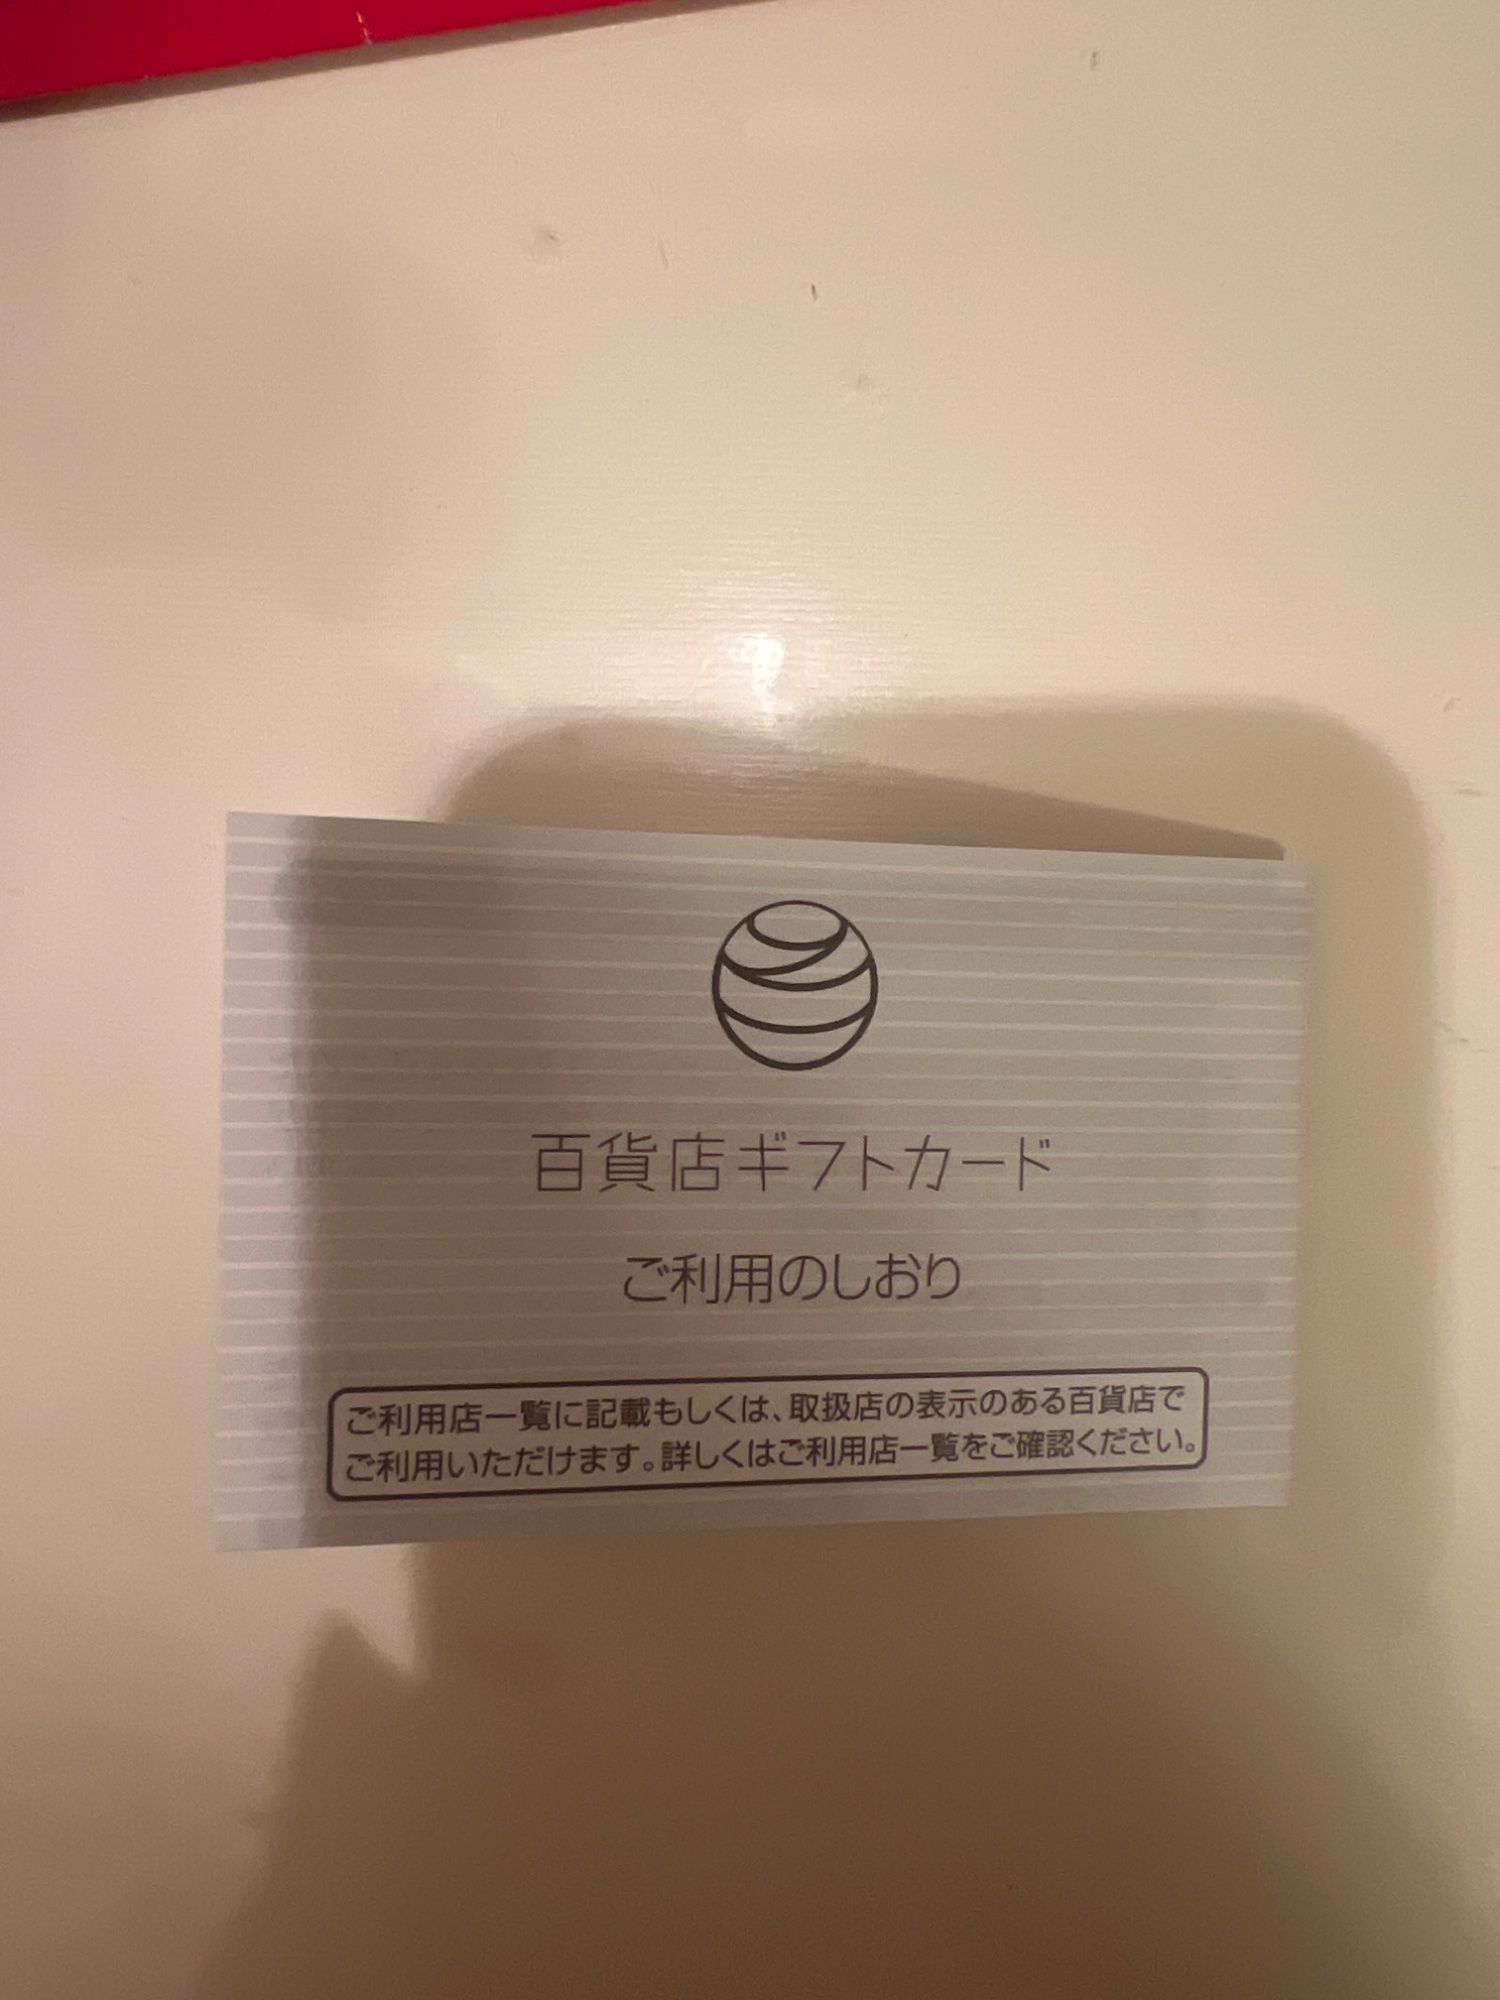 百貨店ギフトカード
ご利用のしおり
ご利用店一覧に記載もしくは、取扱店の表示のある百貨店で
ご利用いただけます。詳しくはご利用店一覧をご確認ください。